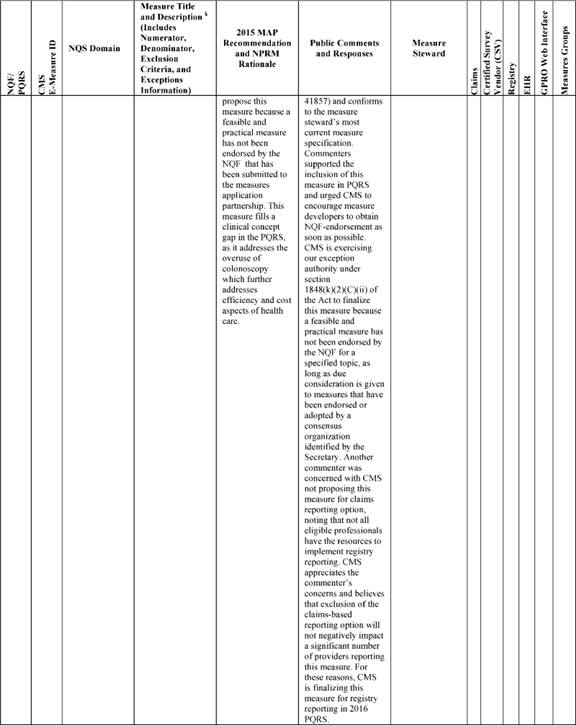 NQF/
PQRS
CMS
E-Measure ID
NQS Domain
Measure Title
and Description §
(Includes
Numerator,
Denominator,
Exclusion
Criteria, and
Exceptions
Information)
2015 MAP
Recommendation
and NPRM
Rationale
Public Comments
and Responses
Measure
Steward
Claims
Certified Survey
Vendor (CSV)
Registry
EHR
GPRO Web Interface
Measures Groups
propose this
measure because a
feasible and
practical measure
has not been
endorsed by the
NQF that has
been submitted to
the measures
application
partnership. This
measure fills a
clinical concept
gap in the PQRS,
as it addresses the
overuse of
colonoscopy
which further
addresses
efficiency and cost
aspects of health
care.
41857) and conforms
to the measure
steward's most
current measure
specification.
Commenters
supported the
inclusion of this
measure in PQRS
and urged CMS to
encourage measure
developers to obtain
NQF-endorsement as
soon as possible.
CMS is exercising
our exception
authority under
section
1848(k)(2)(C)(ii) of
the Act to finalize
this measure because
a feasible and
practical measure has
not been endorsed by
the NQF for a
specified topic, as
long as due
consideration is given
to measures that have
been endorsed or
adopted by a
consensus
organization
identified by the
Secretary. Another
commenter was
concerned with CMS
not proposing this
measure for claims
reporting option,
noting that not all
eligible professionals
have the resources to
implement registry
reporting. CMS
appreciates the
commenter's
concerns and believes
that exclusion of the
claims-based
reporting option will
not negatively impact
a significant number
of providers reporting
this measure. For
these reasons, CMS
is finalizing this
measure for registry
reporting in 2016
PQRS.